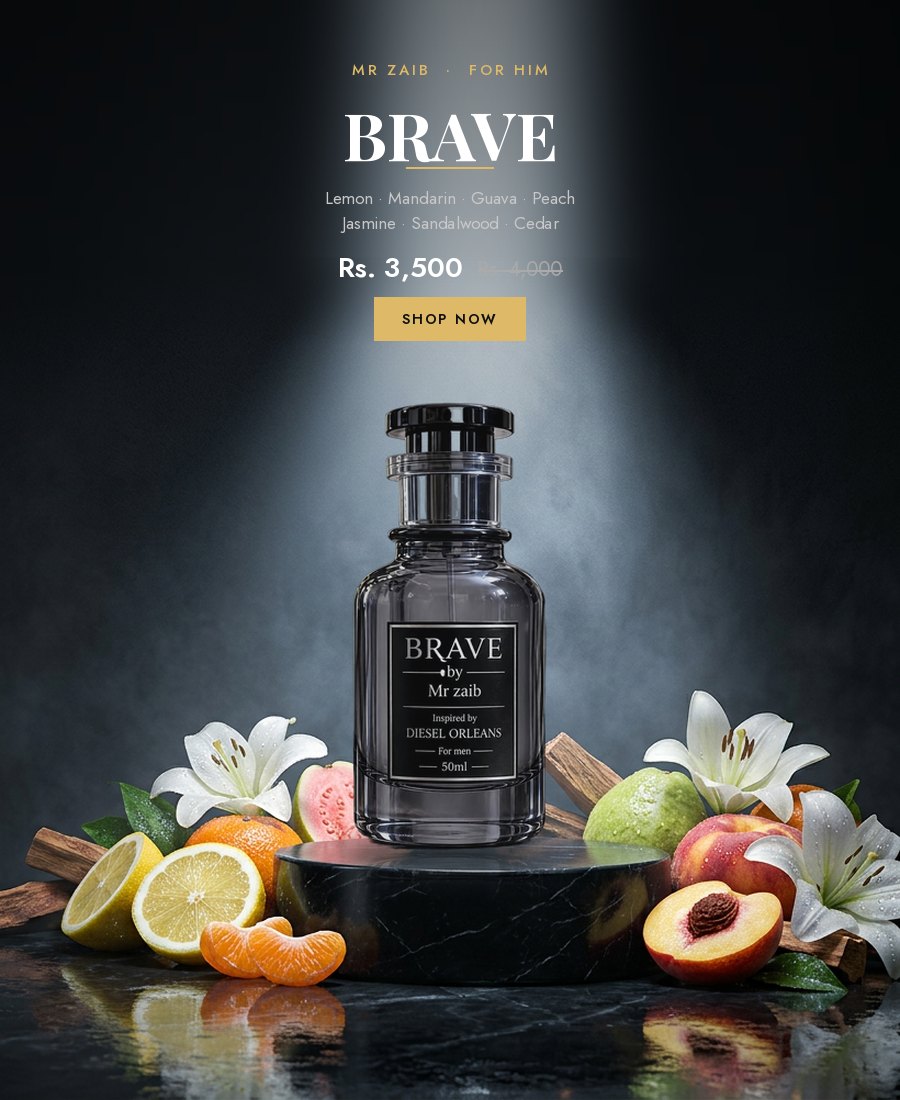 MR ZAIB · FOR HIM
BRAVE
Lemon · Mandarin · Guava · Peach
Jasmine · Sandalwood · Cedar
Rs. 3,500 Rs. 4,000
SHOP NOW
BRAVE
by
Mr zaib
Inspired by
DIESEL ORLEANS
For men
50ml